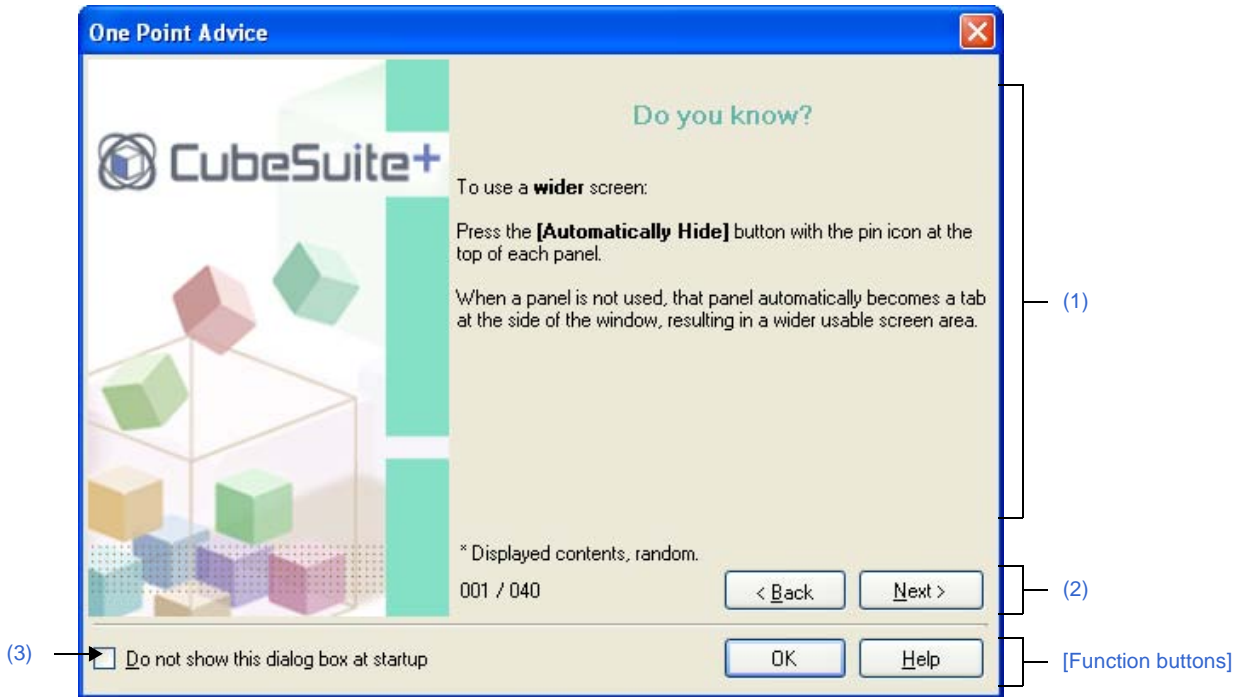 One Point Advice
CubeSuite+
Do you know?
To use a wider screen:
Press the [Automatically Hide] button with the pin icon at the
top of each panel.
When a panel is not used, that panel automatically becomes a tab
at the side of the window, resulting in a wider usable screen area.
(1)
* Displayed contents, random.
001 / 040
< Back
Next >
(2)
(3)
Do not show this dialog box at startup
OK
Help
[Function buttons]